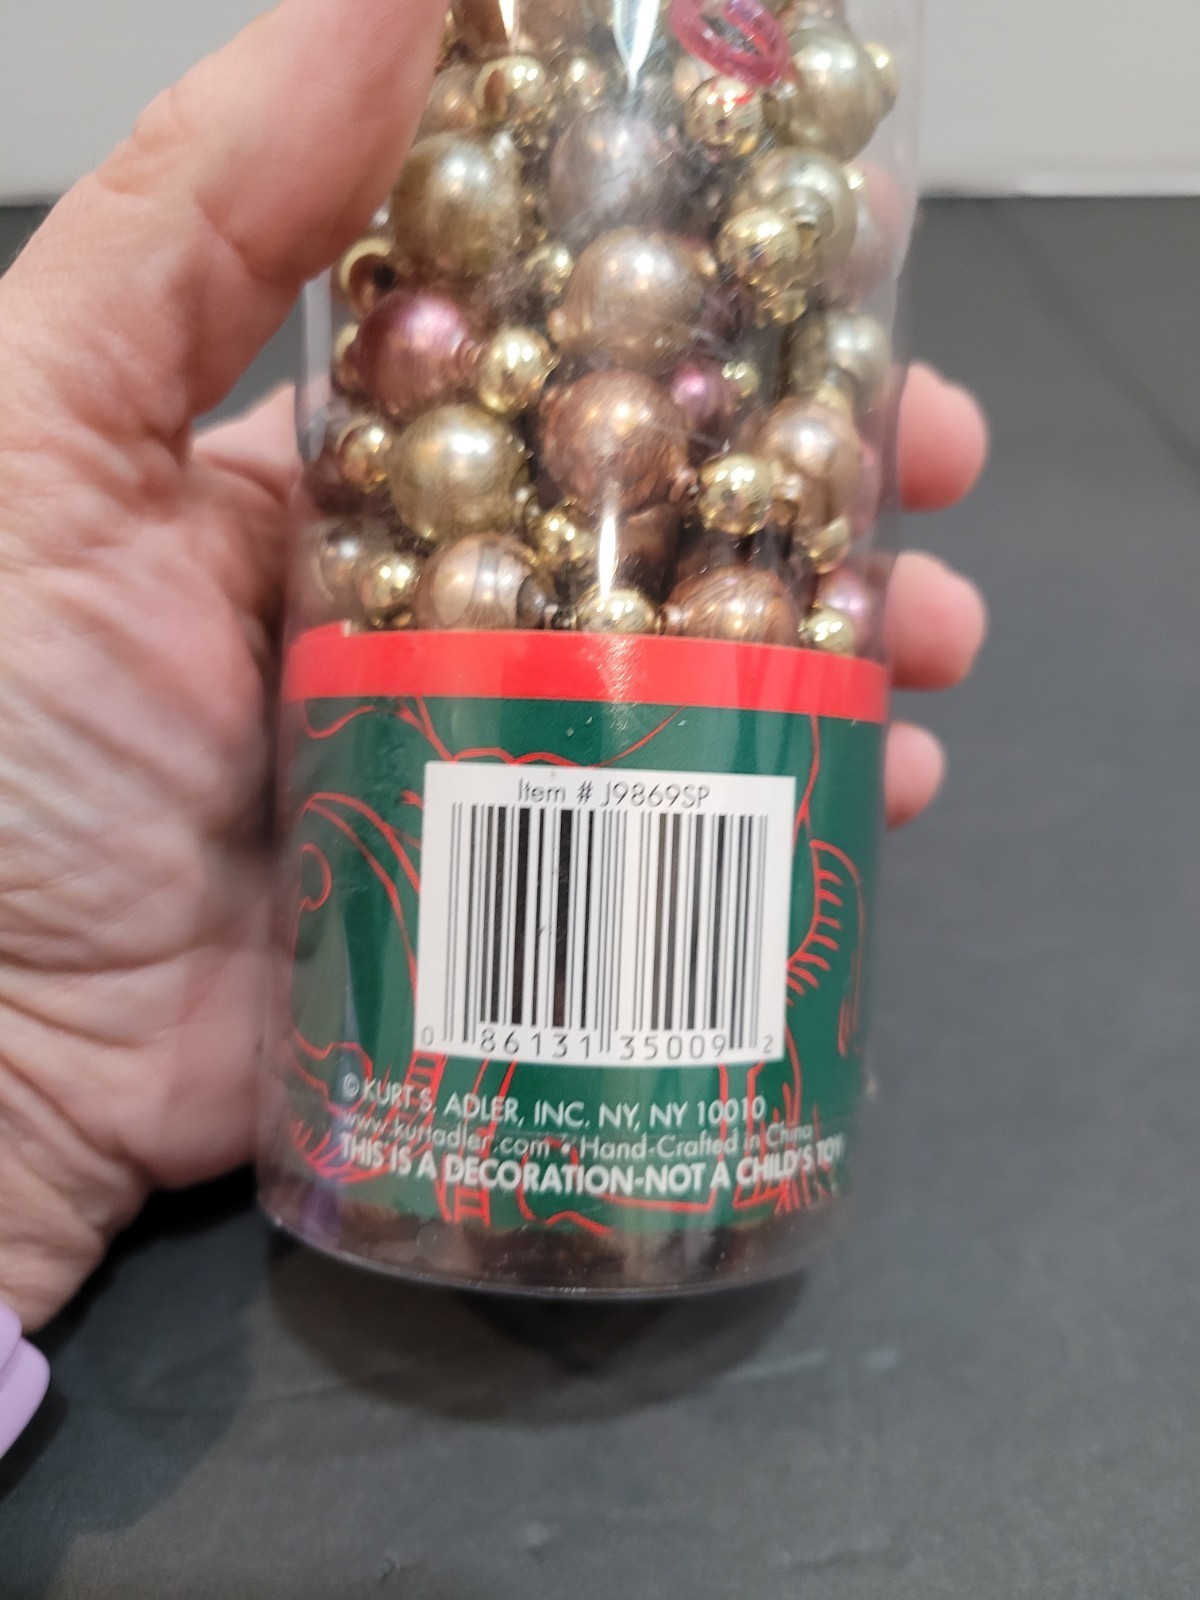 Item # J9869SP
0 86131 35009 2
© KURT S. ADLER, INC. NY, NY 10010
www.kurtadler.com • Hand-Crafted in China
THIS IS A DECORATION-NOT A CHILD'S TOY